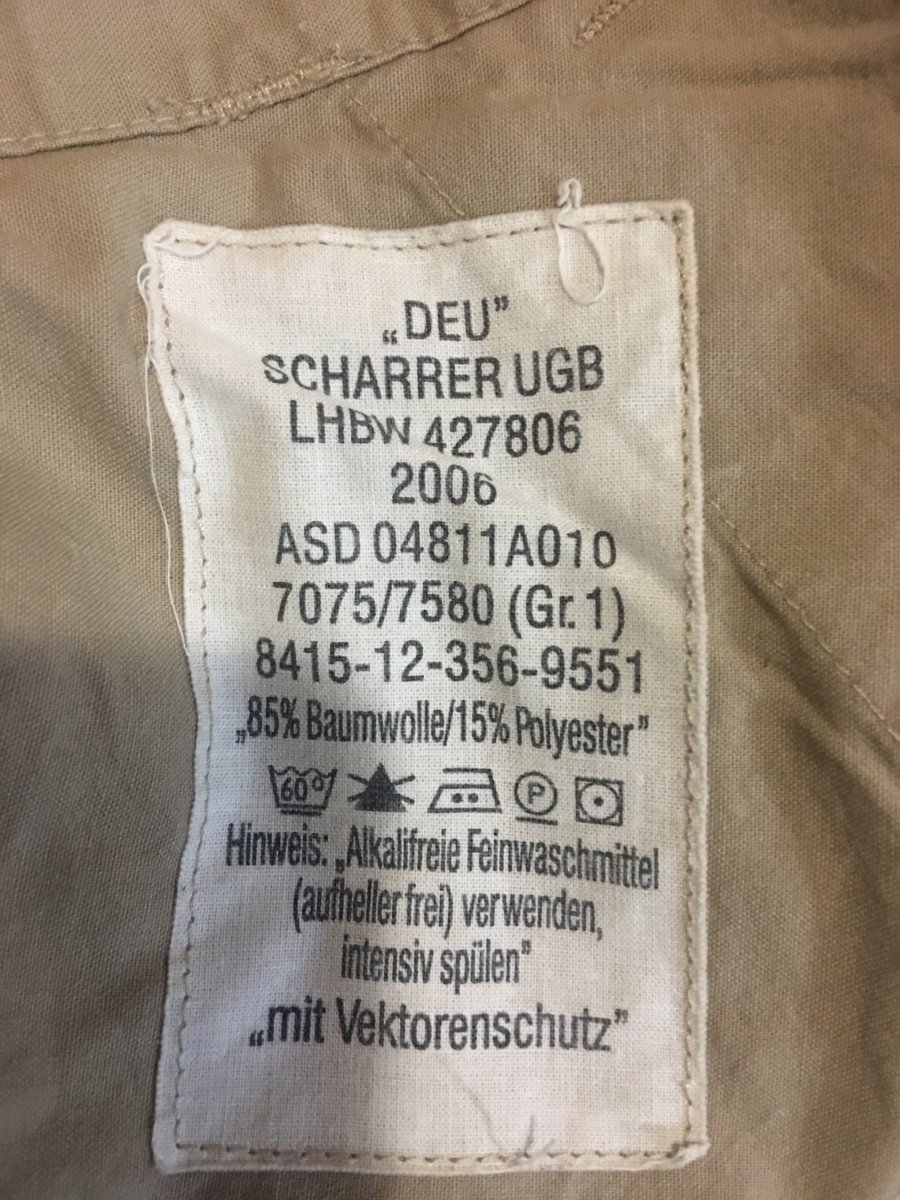 „DEU”
SCHARRER UGB
LHBW 427806
2006
ASD 04811A010
7075/7580 (Gr. 1)
8415-12-356-9551
„85% Baumwolle/15% Polyester”
60 P
Hinweis: „Alkalifreie Feinwaschmittel
(aufheller frei) verwenden,
intensiv spülen”
„mit Vektorenschutz”